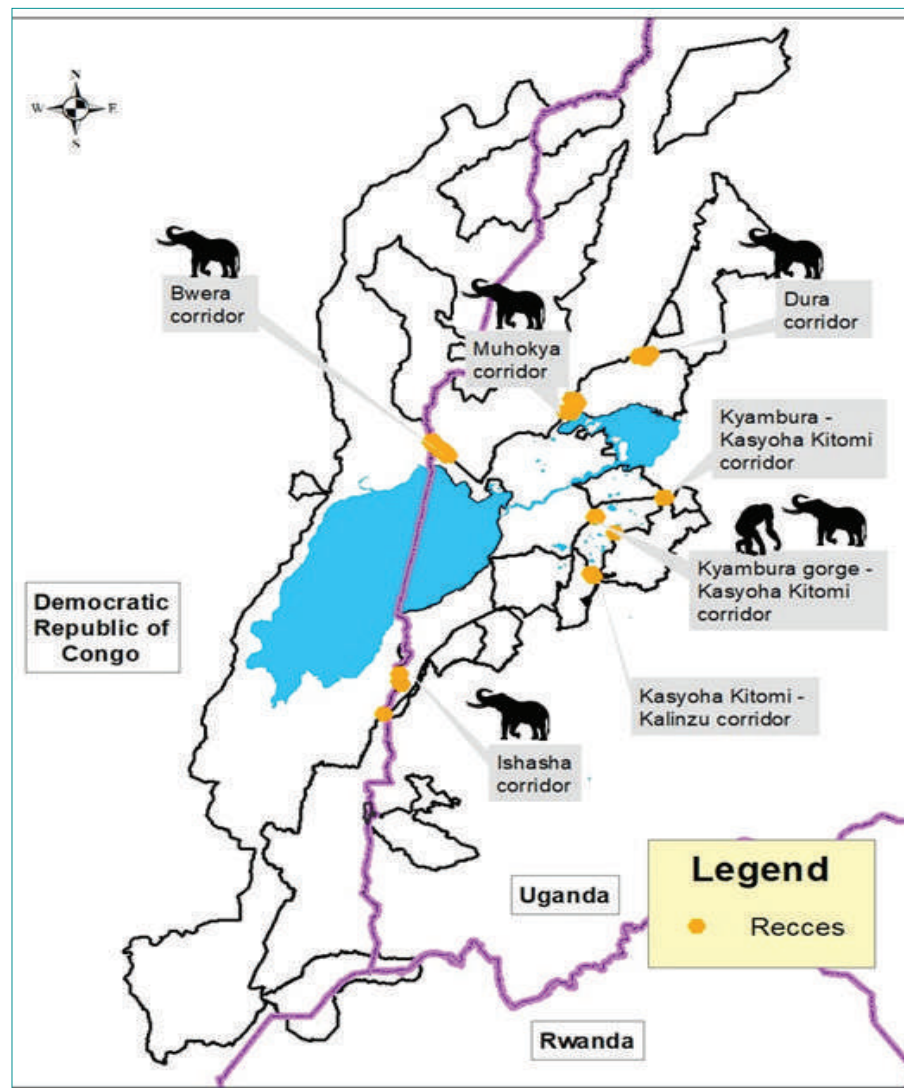 N
W E
S
Bwera
corridor
Muhokya
corridor
Dura
corridor
Kyambura -
Kasyoha Kitomi
corridor
Kyambura gorge -
Kasyoha Kitomi
corridor
Democratic
Republic of
Congo
Kasyoha Kitomi -
Kalinzu corridor
Ishasha
corridor
Uganda
Legend
Recces
Rwanda